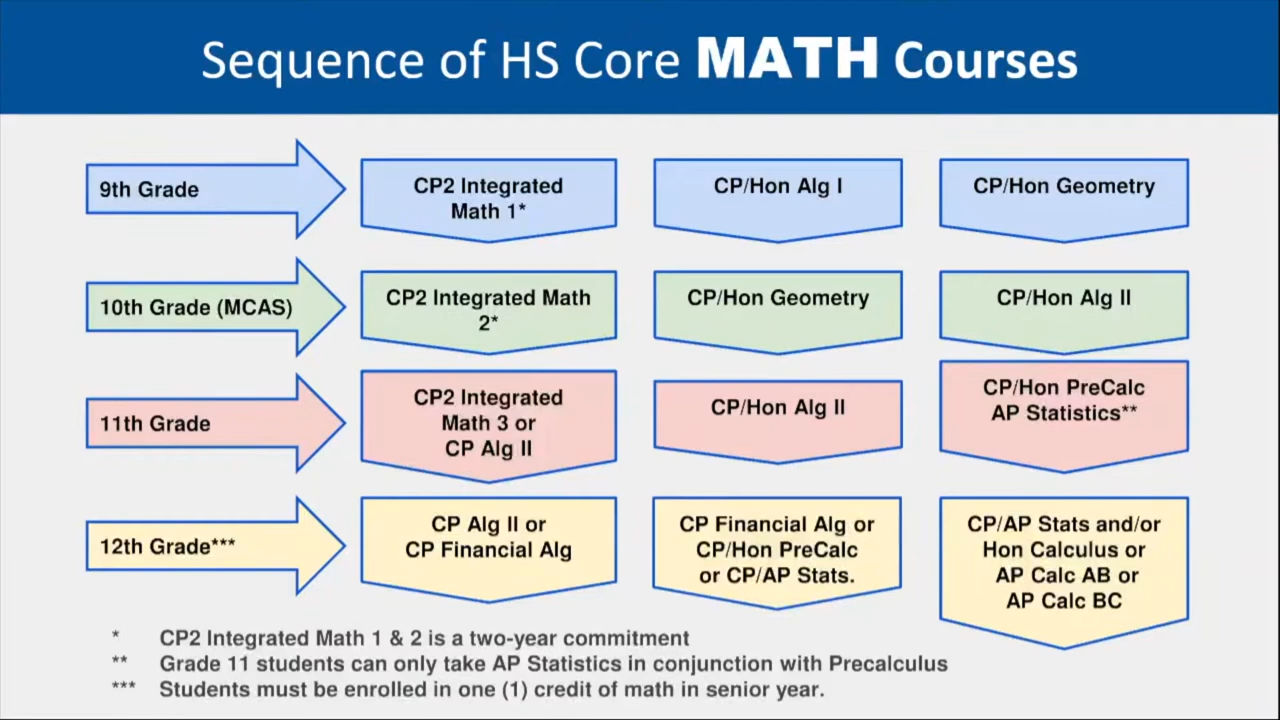 Sequence of HS Core MATH Courses
9th Grade
CP2 Integrated
Math 1*
CP/Hon Alg I
CP/Hon Geometry
10th Grade (MCAS)
CP2 Integrated Math
2*
CP/Hon Geometry
CP/Hon Alg II
11th Grade
CP2 Integrated
Math 3 or
CP Alg II
CP/Hon Alg II
CP/Hon PreCalc
AP Statistics**
12th Grade***
CP Alg II or
CP Financial Alg
CP Financial Alg or
CP/Hon PreCalc
or CP/AP Stats.
CP/AP Stats and/or
Hon Calculus or
AP Calc AB or
AP Calc BC
* CP2 Integrated Math 1 & 2 is a two-year commitment
** Grade 11 students can only take AP Statistics in conjunction with Precalculus
*** Students must be enrolled in one (1) credit of math in senior year.